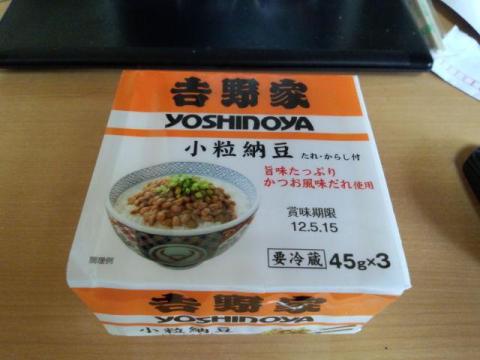 吉野家
YOSHINOYA
小粒納豆 たれ・からし付
旨味たっぷり
かつお風味だれ使用
賞味期限
12.5.15
調理例
要冷蔵 45g×3
吉野家
YOSHINOYA
小粒納豆